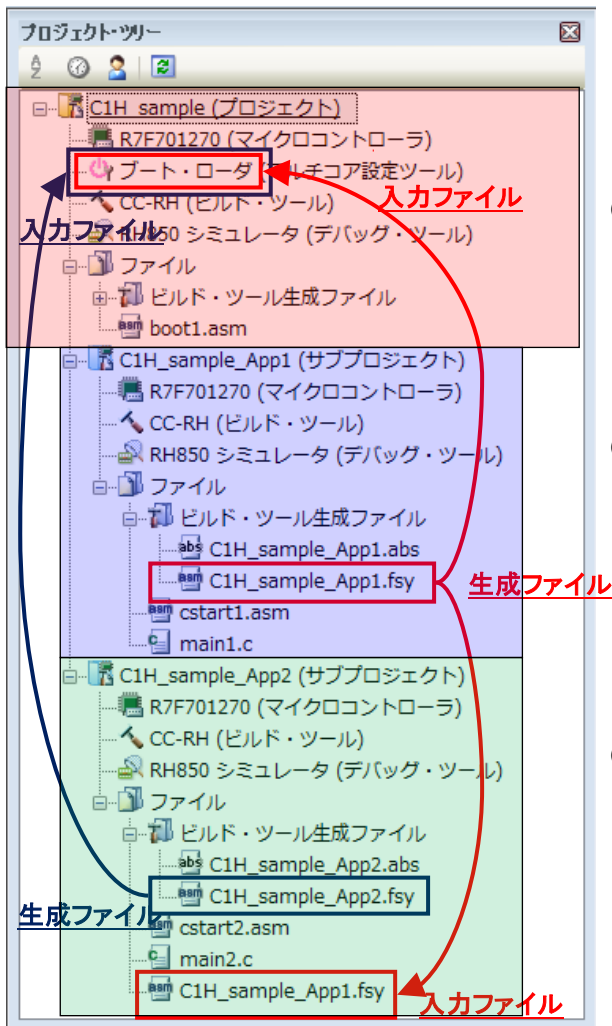 プロジェクト・ツリー
C1H_sample (プロジェクト)
R7F701270 (マイクロコントローラ)
ブート・ローダ (マルチコア設定ツール)
入力ファイル
CC-RH (ビルド・ツール)
入力ファイル
RH850 シミュレータ (デバッグ・ツール)
ファイル
ビルド・ツール生成ファイル
boot1.asm
C1H_sample_App1 (サブプロジェクト)
R7F701270 (マイクロコントローラ)
CC-RH (ビルド・ツール)
RH850 シミュレータ (デバッグ・ツール)
ファイル
ビルド・ツール生成ファイル
C1H_sample_App1.abs
C1H_sample_App1.fsy
生成ファイル
cstart1.asm
main1.c
C1H_sample_App2 (サブプロジェクト)
R7F701270 (マイクロコントローラ)
CC-RH (ビルド・ツール)
RH850 シミュレータ (デバッグ・ツール)
ファイル
ビルド・ツール生成ファイル
C1H_sample_App2.abs
C1H_sample_App2.fsy
生成ファイル
cstart2.asm
main2.c
C1H_sample_App1.fsy
入力ファイル